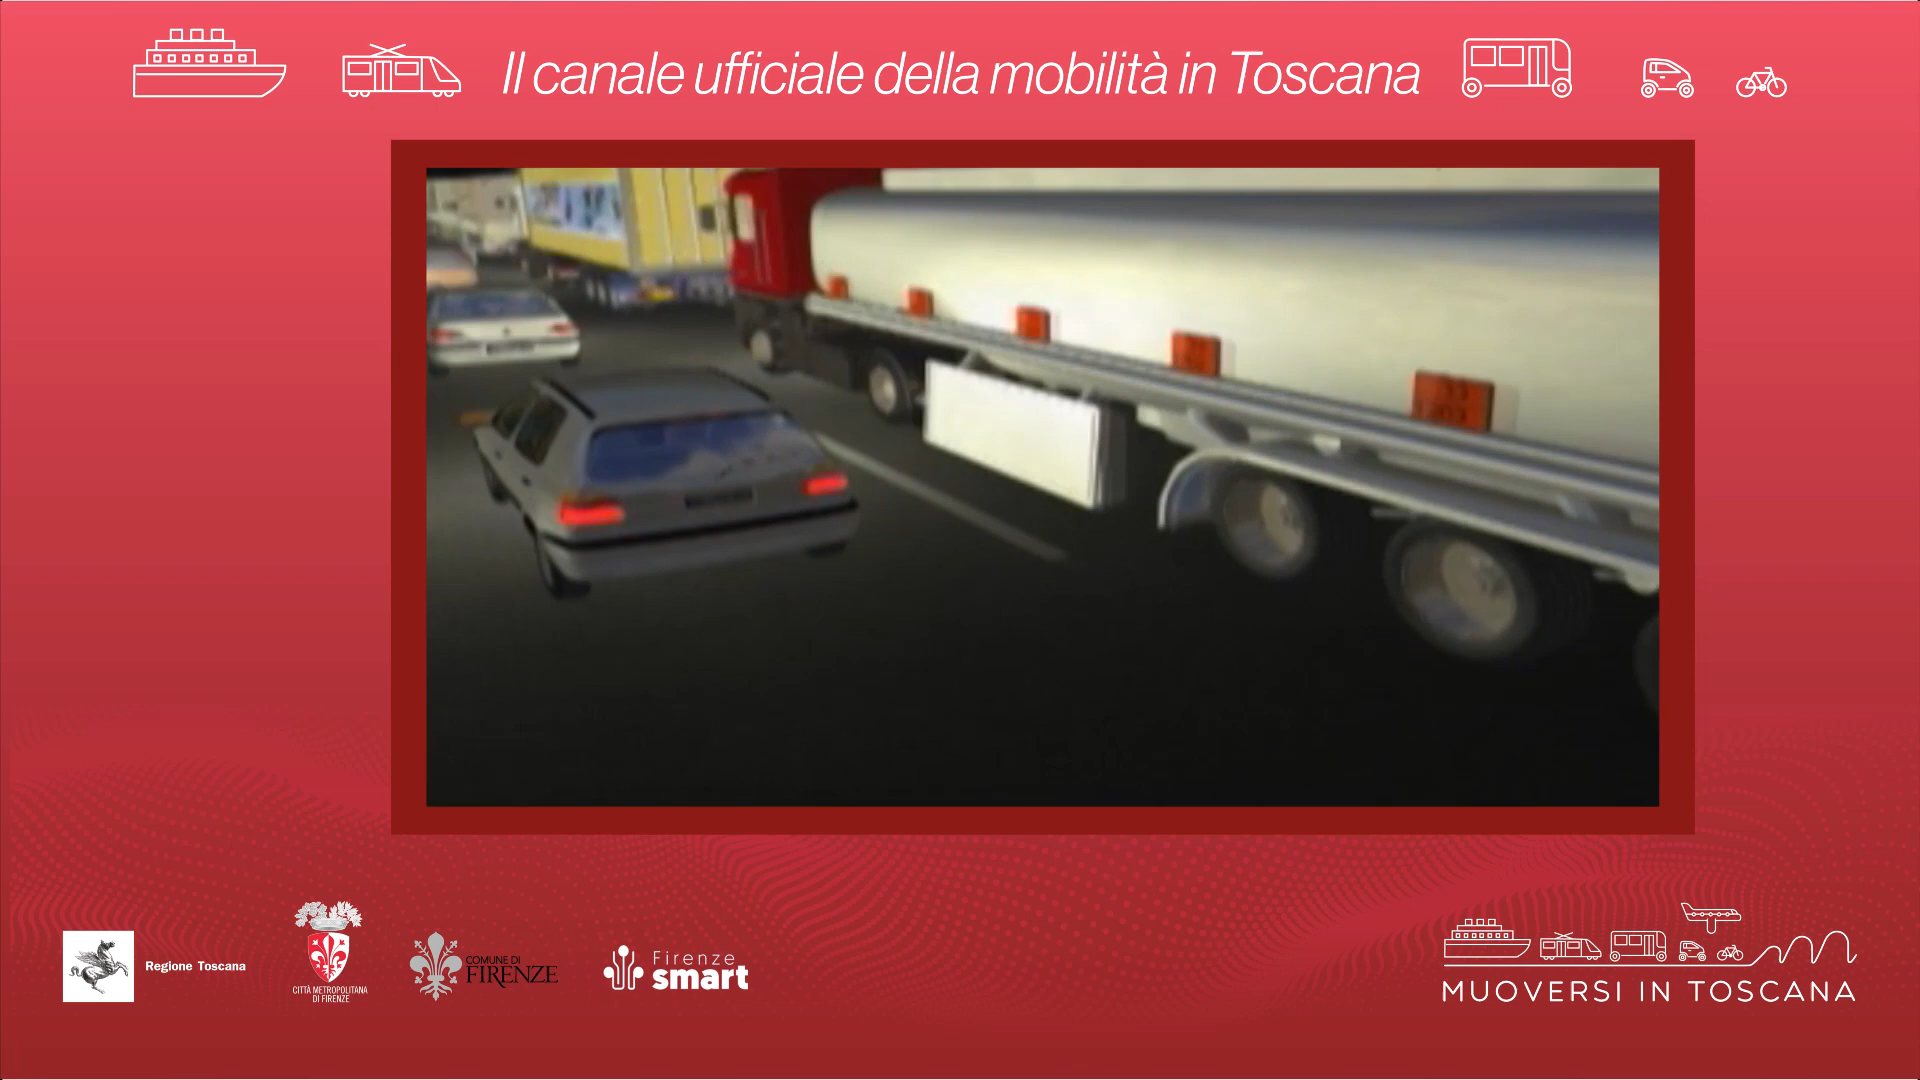 Il canale ufficiale della mobilità in Toscana
Regione Toscana
CITTÀ METROPOLITANA
DI FIRENZE
COMUNE DI
FIRENZE
Firenze
smart
MUOVERSI IN TOSCANA